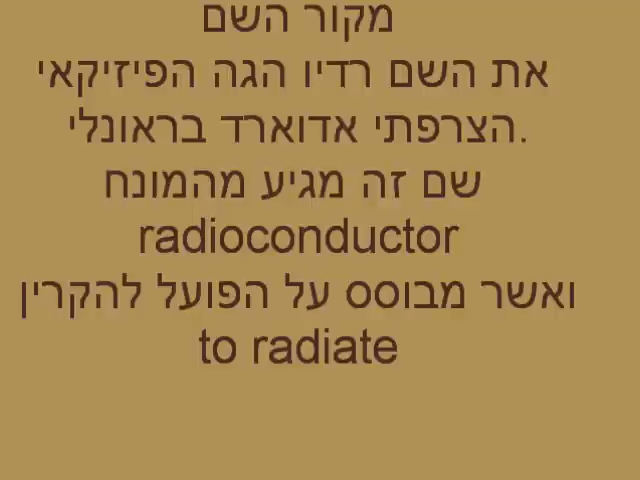 מקור השם
את השם רדיו הגה הפיזיקאי
הצרפתי אדוארד בראונלי.
שם זה מגיע מהמונח
radioconductor
ואשר מבוסס על הפועל להקרין
to radiate